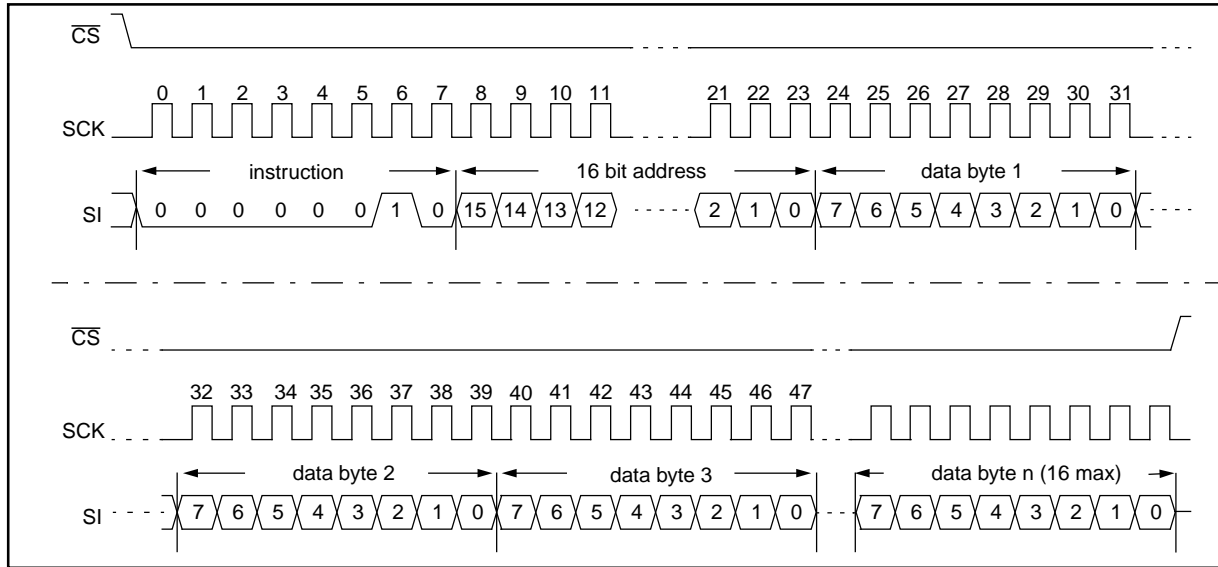 CS
0 1 2 3 4 5 6 7 8 9 10 11 21 22 23 24 25 26 27 28 29 30 31
SCK
instruction 16 bit address data byte 1
SI 0 0 0 0 0 0 1 0 15 14 13 12 2 1 0 7 6 5 4 3 2 1 0
CS
32 33 34 35 36 37 38 39 40 41 42 43 44 45 46 47
SCK
data byte 2 data byte 3 data byte n (16 max)
SI 7 6 5 4 3 2 1 0 7 6 5 4 3 2 1 0 7 6 5 4 3 2 1 0